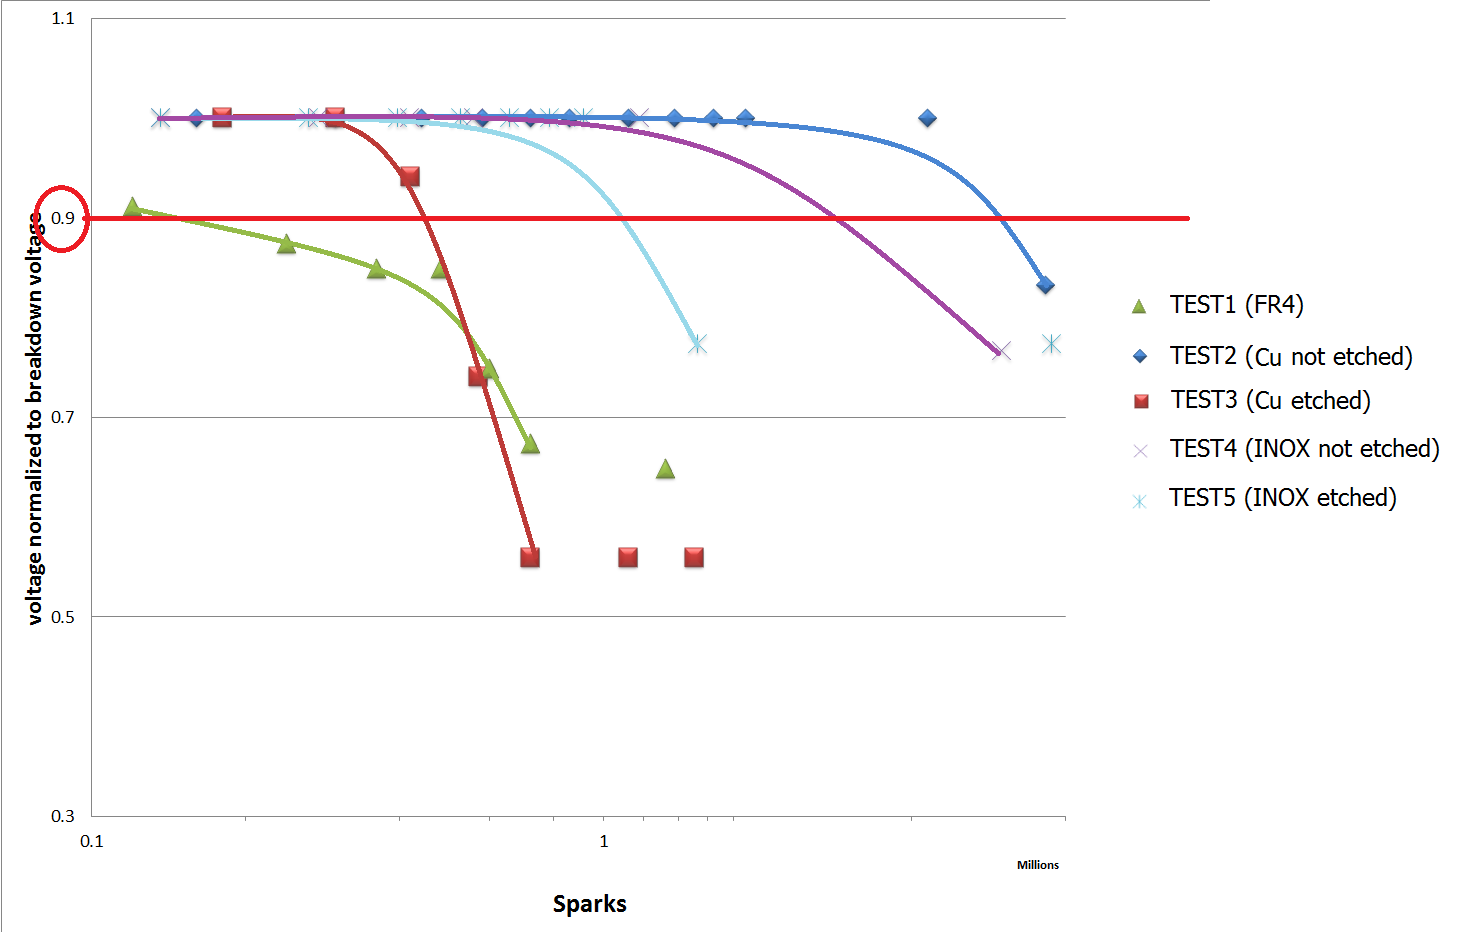 1.1
0.9
0.7
0.5
0.3
voltage normalized to breakdown voltage
0.1
1
Millions
Sparks
TEST1 (FR4)
TEST2 (Cu not etched)
TEST3 (Cu etched)
TEST4 (INOX not etched)
TEST5 (INOX etched)